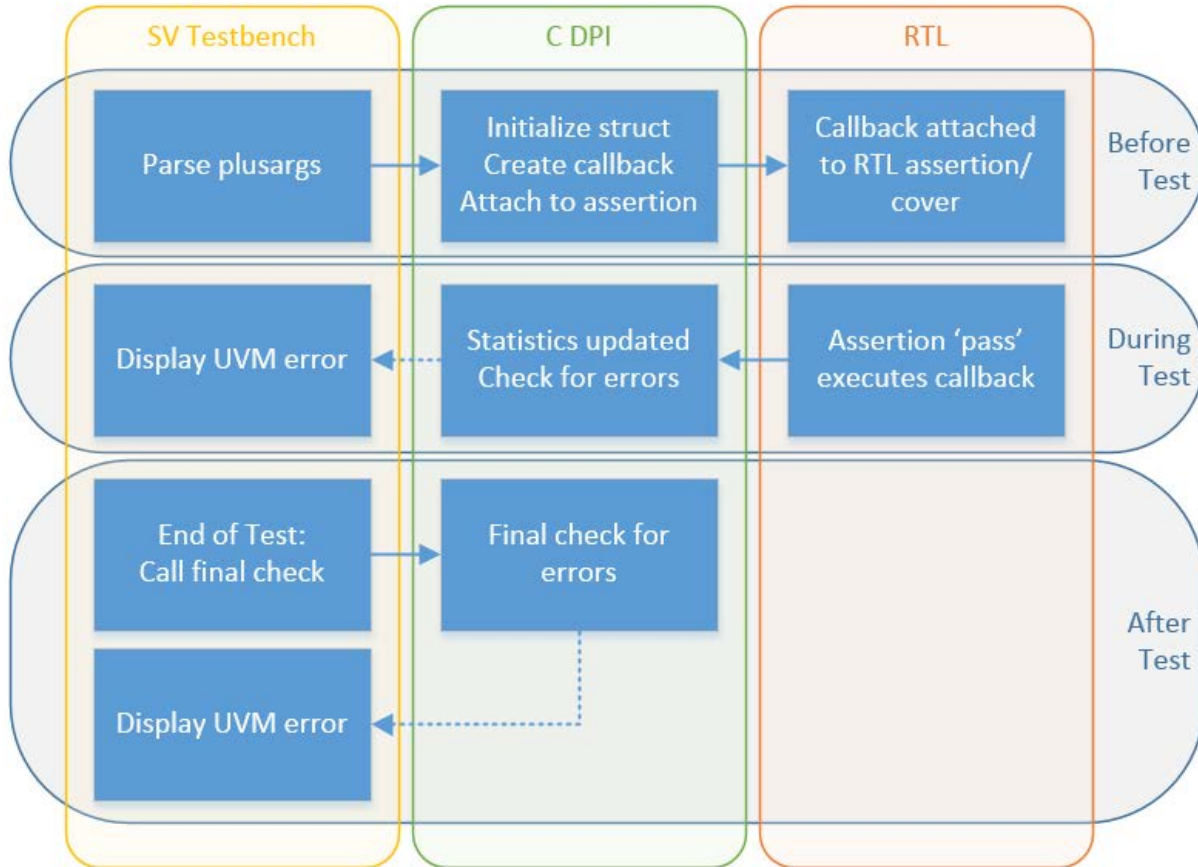 SV Testbench
C DPI
RTL
Parse plusargs
Initialize struct
Create callback
Attach to assertion
Callback attached
to RTL assertion/
cover
Before
Test
Display UVM error
Statistics updated
Check for errors
Assertion ‘pass’
executes callback
During
Test
End of Test:
Call final check
Final check for
errors
Display UVM error
After
Test